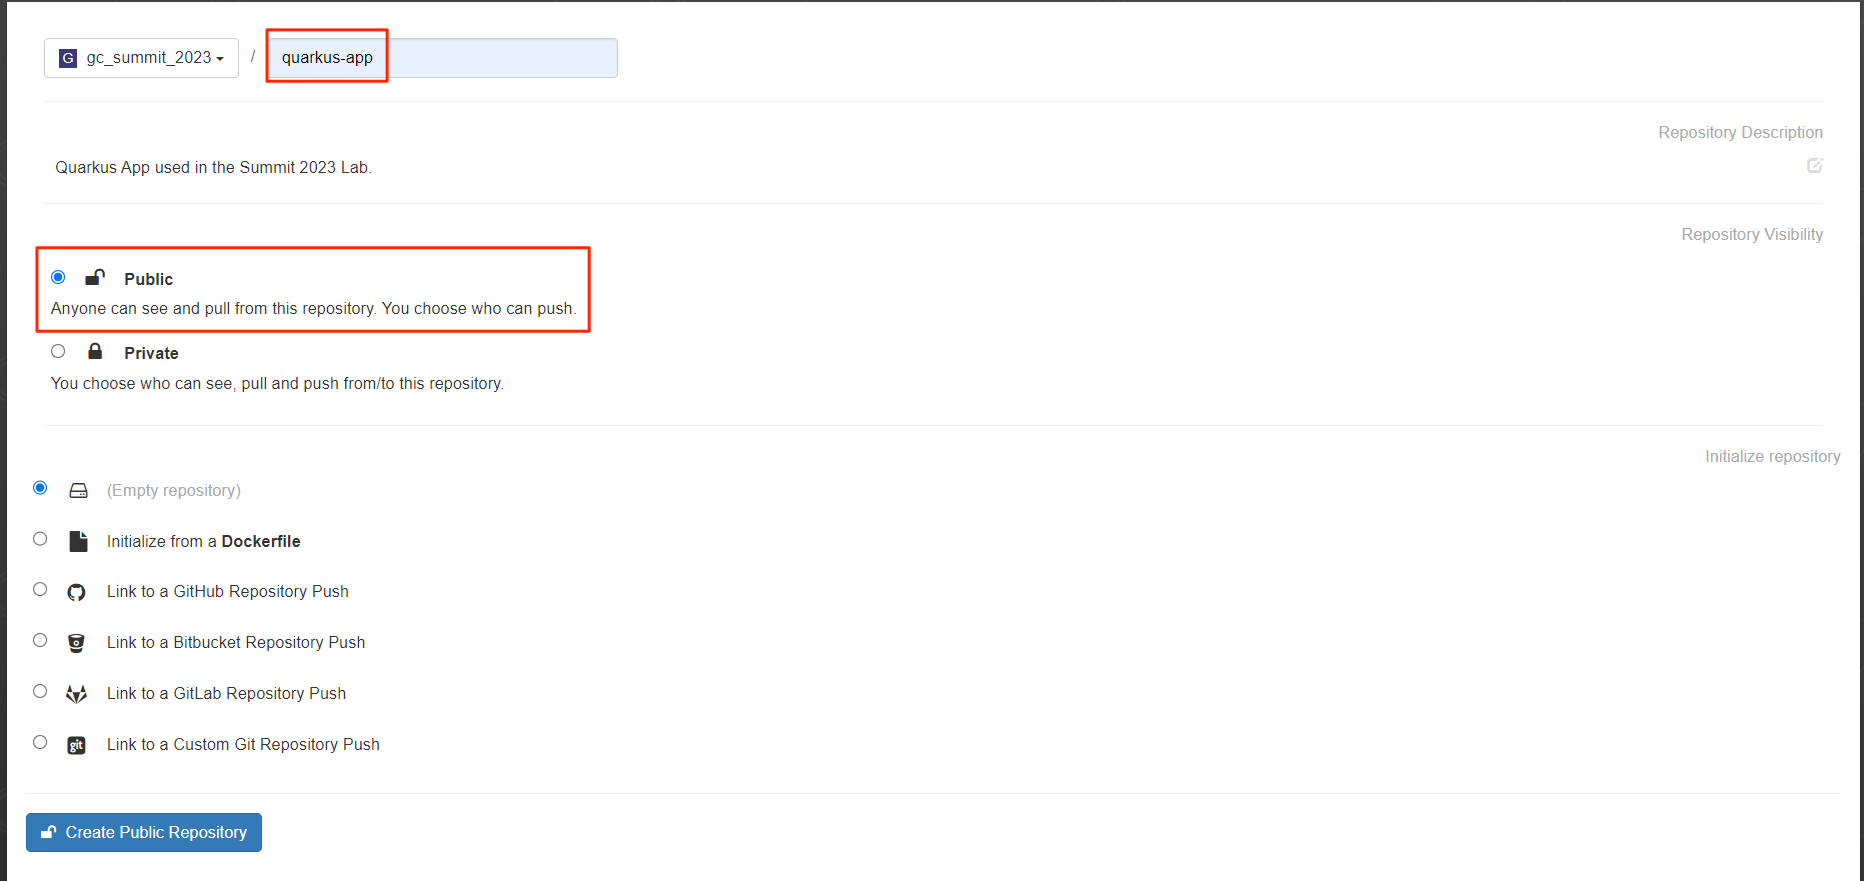 G gc_summit_2023 / quarkus-app
Repository Description
Quarkus App used in the Summit 2023 Lab.
Repository Visibility
Public
Anyone can see and pull from this repository. You choose who can push.
Private
You choose who can see, pull and push from/to this repository.
Initialize repository
(Empty repository)
Initialize from a Dockerfile
Link to a GitHub Repository Push
Link to a Bitbucket Repository Push
Link to a GitLab Repository Push
git Link to a Custom Git Repository Push
Create Public Repository